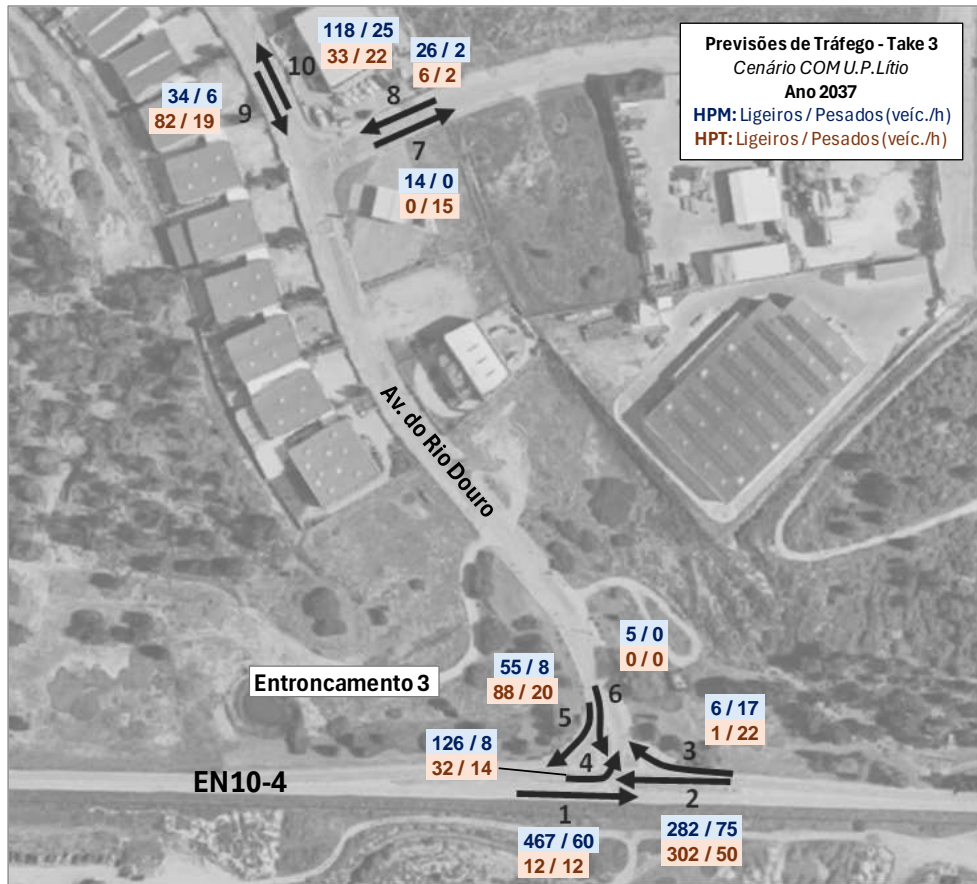 Previsões de Tráfego - Take 3
Cenário COM U.P.Lítio
Ano 2037
HPM: Ligeiros / Pesados (veíc./h)
HPT: Ligeiros / Pesados (veíc./h)
118 / 25
33 / 22
10
26 / 2
6 / 2
8
34 / 6
82 / 19
9
7
14 / 0
0 / 15
Av. do Rio Douro
5 / 0
0 / 0
55 / 8
88 / 20
6
Entroncamento 3
5
6 / 17
1 / 22
126 / 8
32 / 14
4
3
EN10-4
1
2
467 / 60
12 / 12
282 / 75
302 / 50